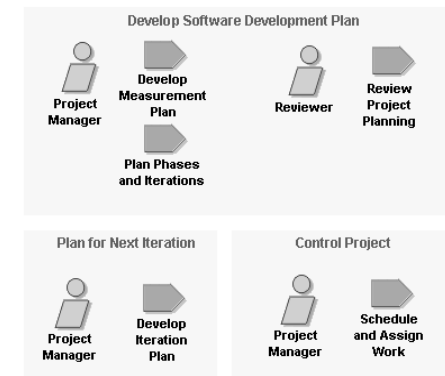 Develop Software Development Plan
Project
Manager
Develop
Measurement
Plan
Plan Phases
and Iterations
Reviewer
Review
Project
Planning
Plan for Next Iteration
Project
Manager
Develop
Iteration
Plan
Control Project
Project
Manager
Schedule
and Assign
Work